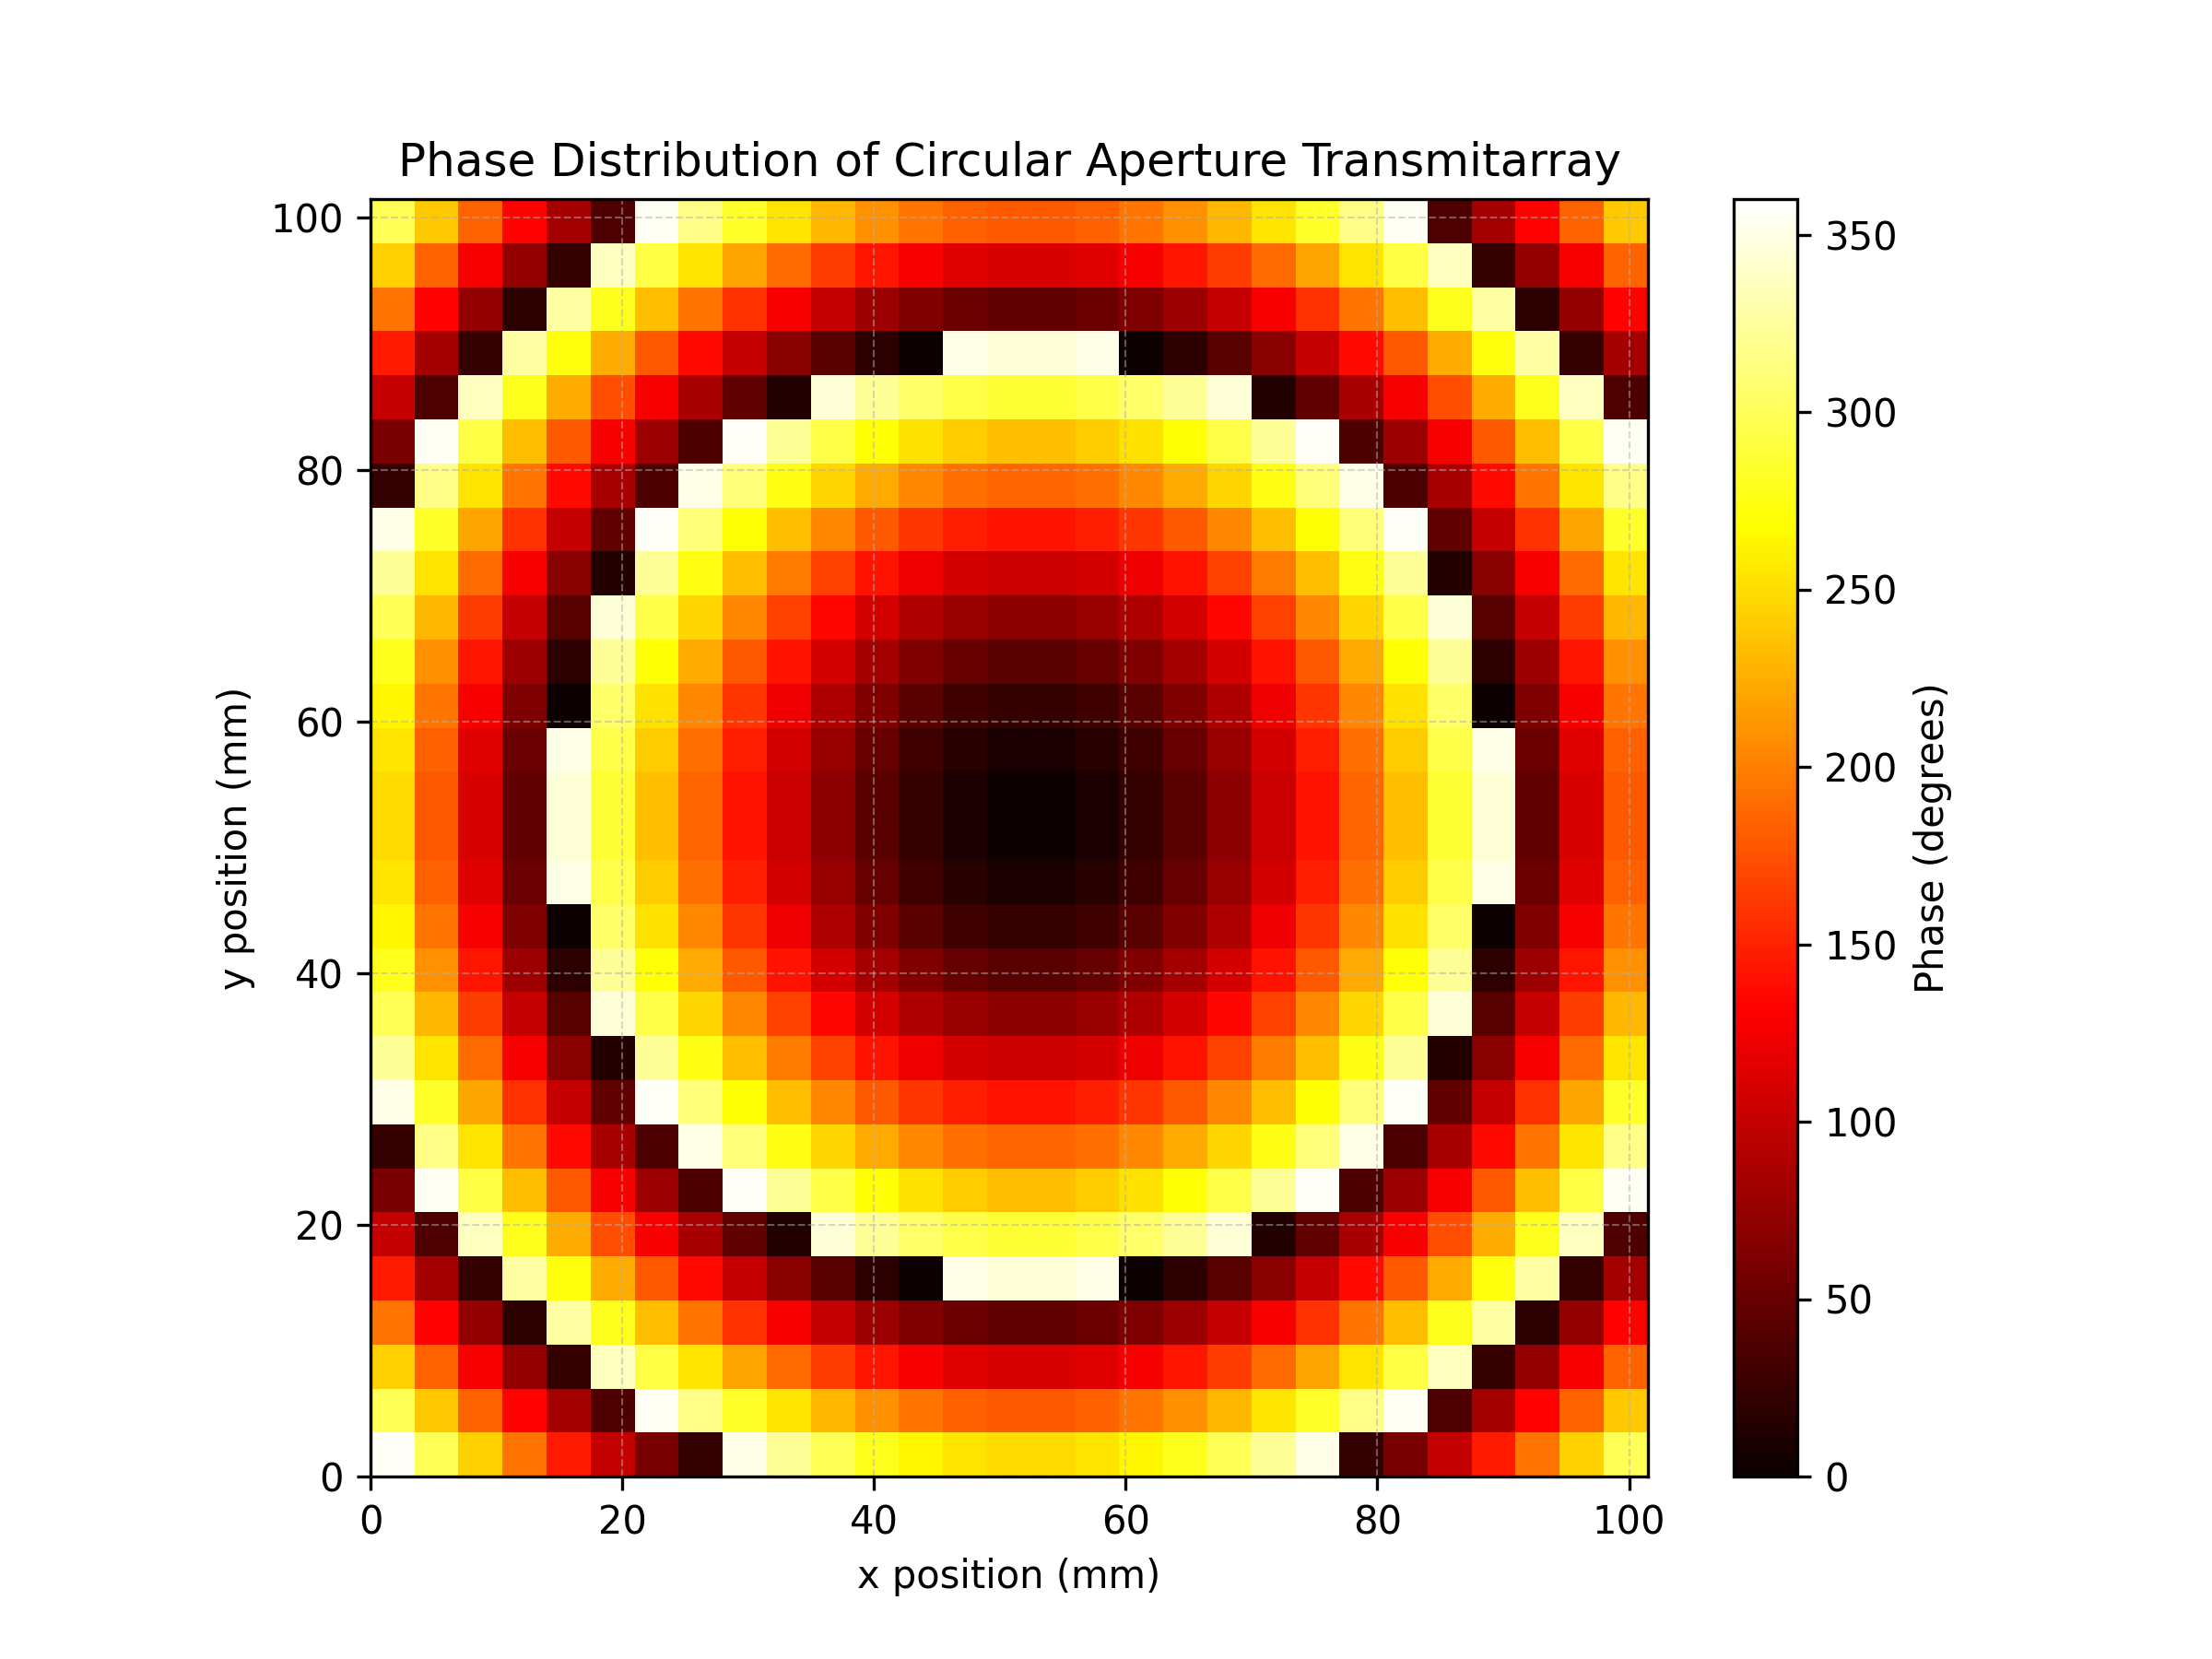 Phase Distribution of Circular Aperture Transmitarray
100
80
60
40
20
0
y position (mm)
0 20 40 60 80 100
x position (mm)
350
300
250
200
150
100
50
0
Phase (degrees)